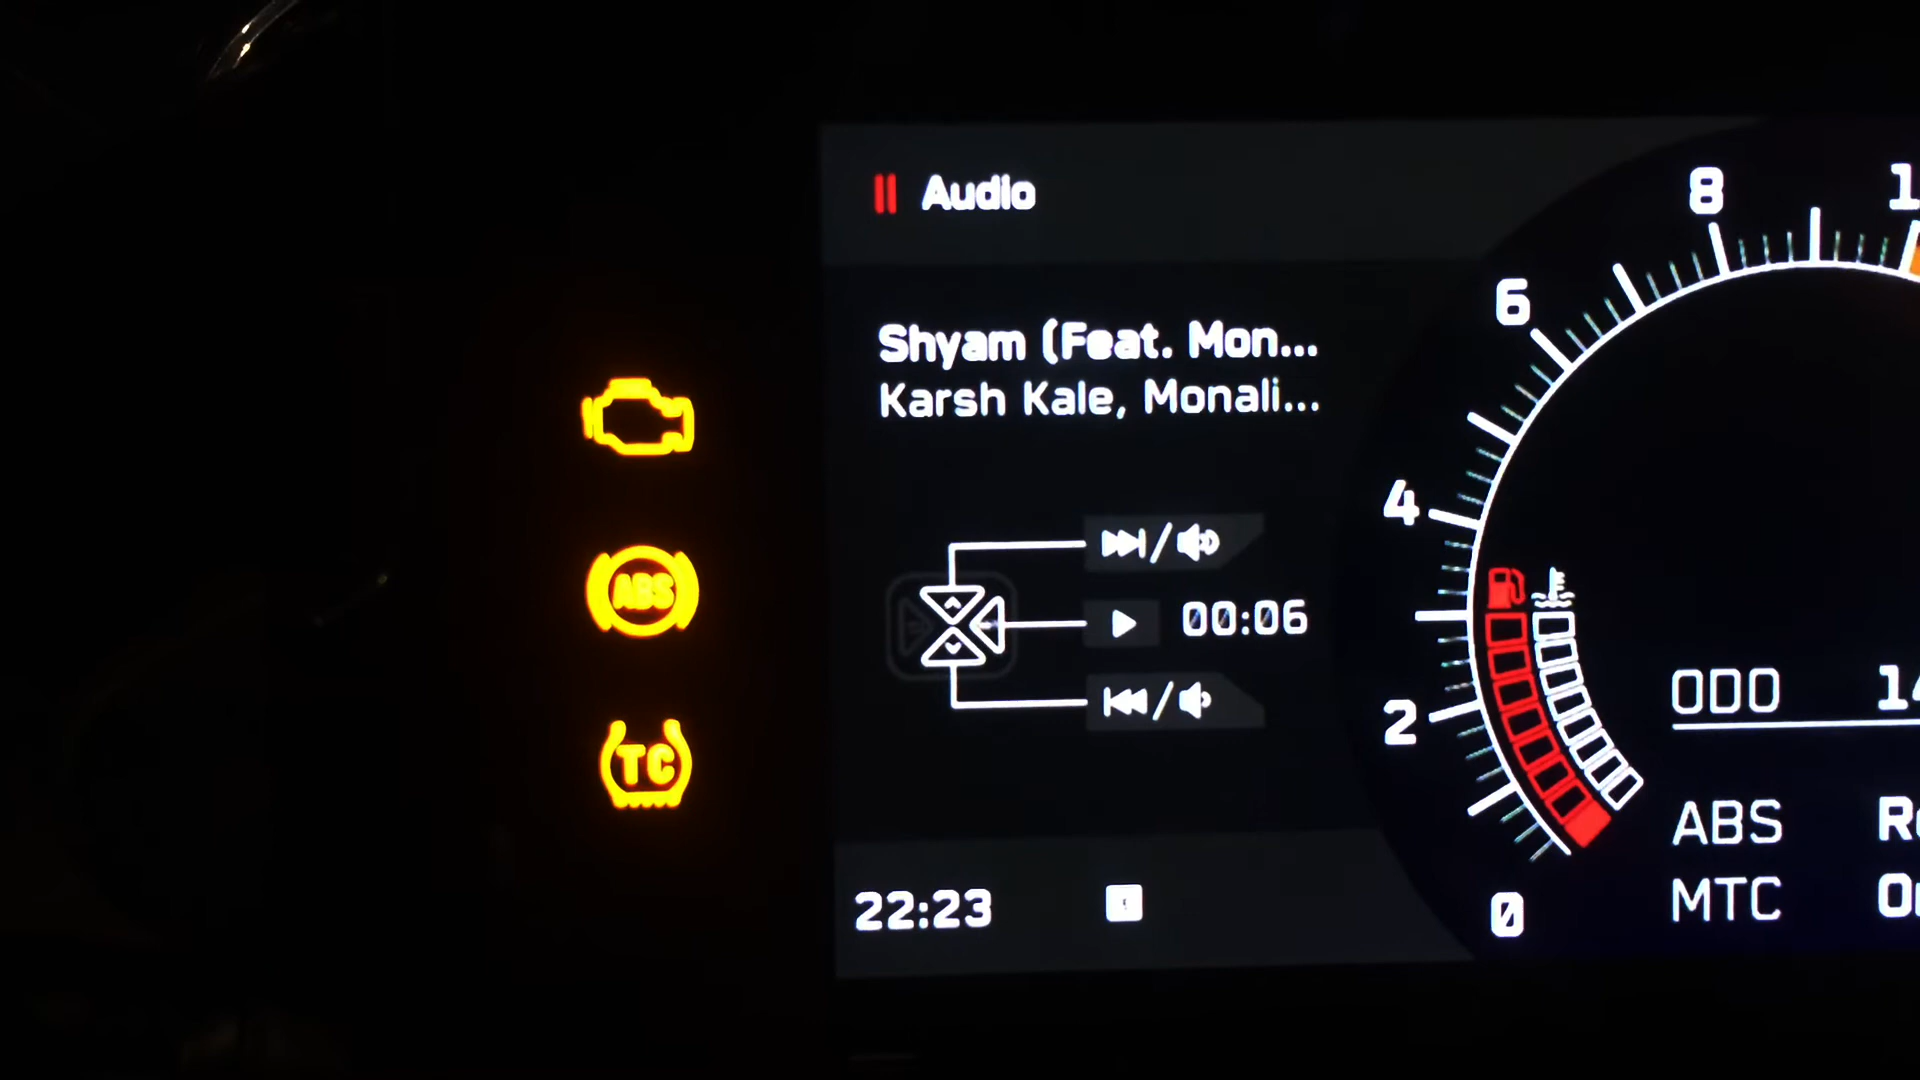 Audio
Shyam (Feat. Mon...
Karsh Kale, Monali...
00:06
22:23
ABS
TC
8
6
4
2
0
ODO
ABS
MTC